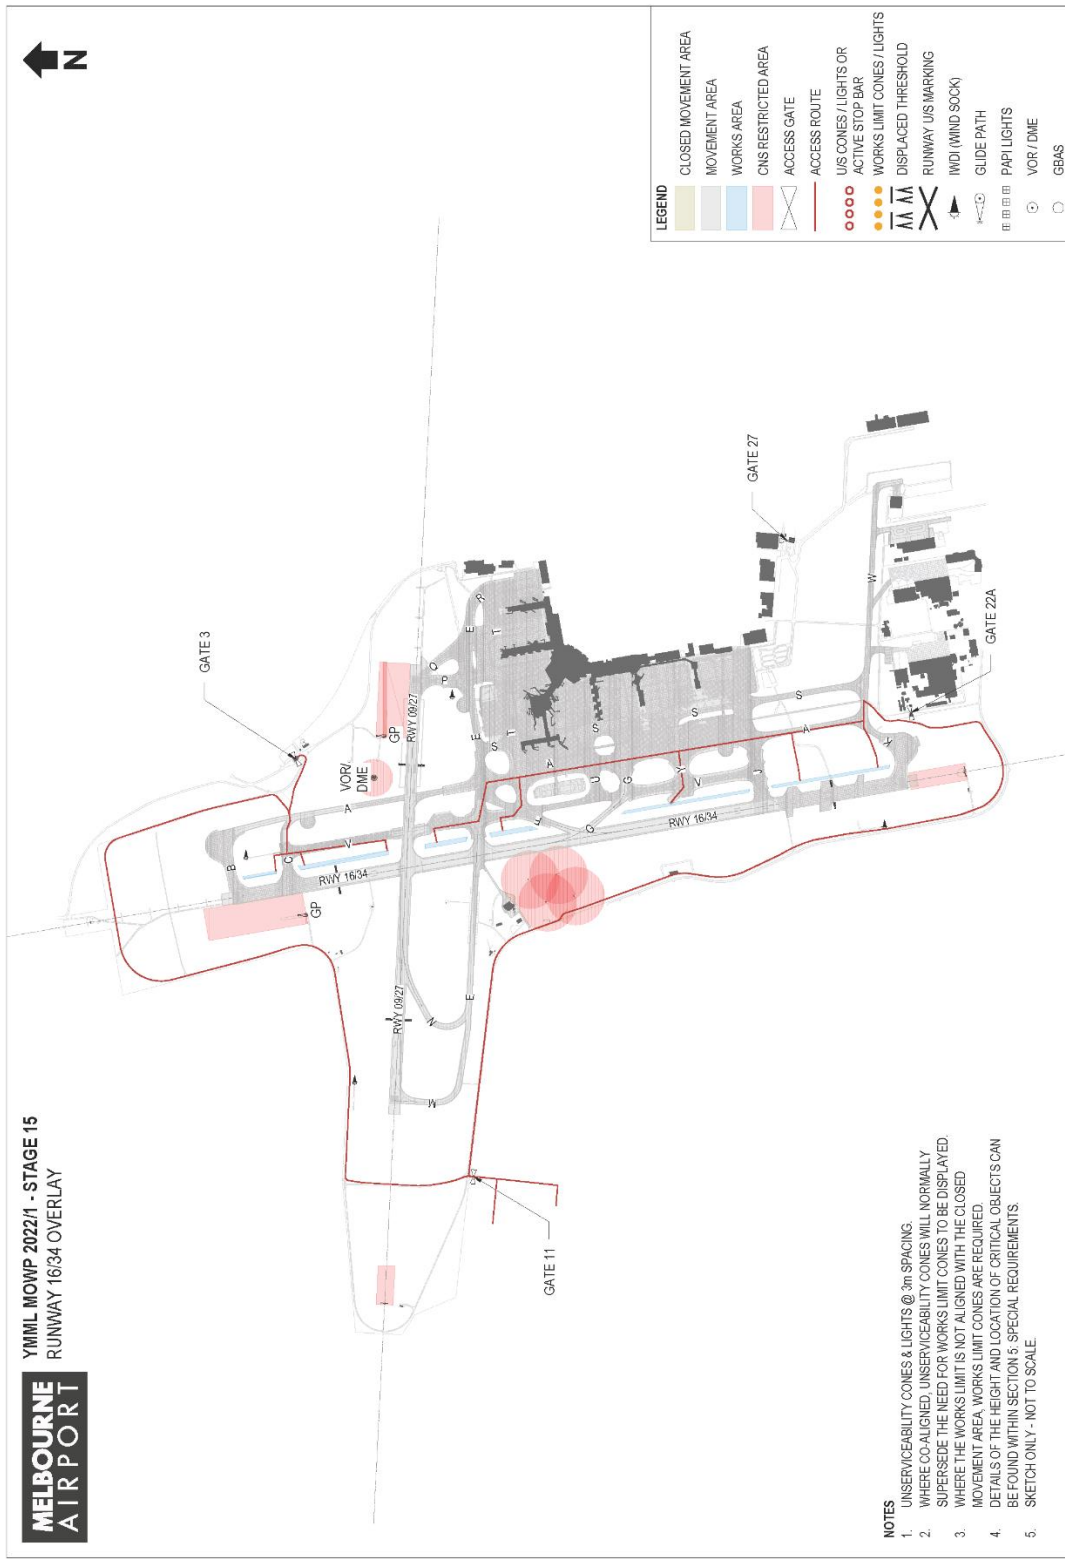 MELBOURNE
AIRPORT
YMML MOWP 2022/1 - STAGE 15
RUNWAY 16/34 OVERLAY
N
GATE 3
GATE 27
GATE 22A
GATE 11
VOR/
DME
GP
GP
RWY 09/27
RWY 09/27
RWY 16/34
RWY 16/34
B
C
V
A
A
A
E
E
E
E
R
T
T
O
P
S
S
S
S
F
G
G
U
V
Y
J
K
W
M
N
NOTES
1. UNSERVICEABILITY CONES & LIGHTS @ 3m SPACING.
2. WHERE CO-ALIGNED, UNSERVICEABILITY CONES WILL NORMALLY
SUPERSEDE THE NEED FOR WORKS LIMIT CONES TO BE DISPLAYED.
3. WHERE THE WORKS LIMIT IS NOT ALIGNED WITH THE CLOSED
MOVEMENT AREA, WORKS LIMIT CONES ARE REQUIRED.
4. DETAILS OF THE HEIGHT AND LOCATION OF CRITICAL OBJECTS CAN
BE FOUND WITHIN SECTION 5: SPECIAL REQUIREMENTS.
5. SKETCH ONLY - NOT TO SCALE.
LEGEND
CLOSED MOVEMENT AREA
MOVEMENT AREA
WORKS AREA
CNS RESTRICTED AREA
ACCESS GATE
ACCESS ROUTE
U/S CONES / LIGHTS OR
ACTIVE STOP BAR
WORKS LIMIT CONES / LIGHTS
DISPLACED THRESHOLD
RUNWAY U/S MARKING
IWDI (WIND SOCK)
GLIDE PATH
PAPI LIGHTS
VOR / DME
GBAS